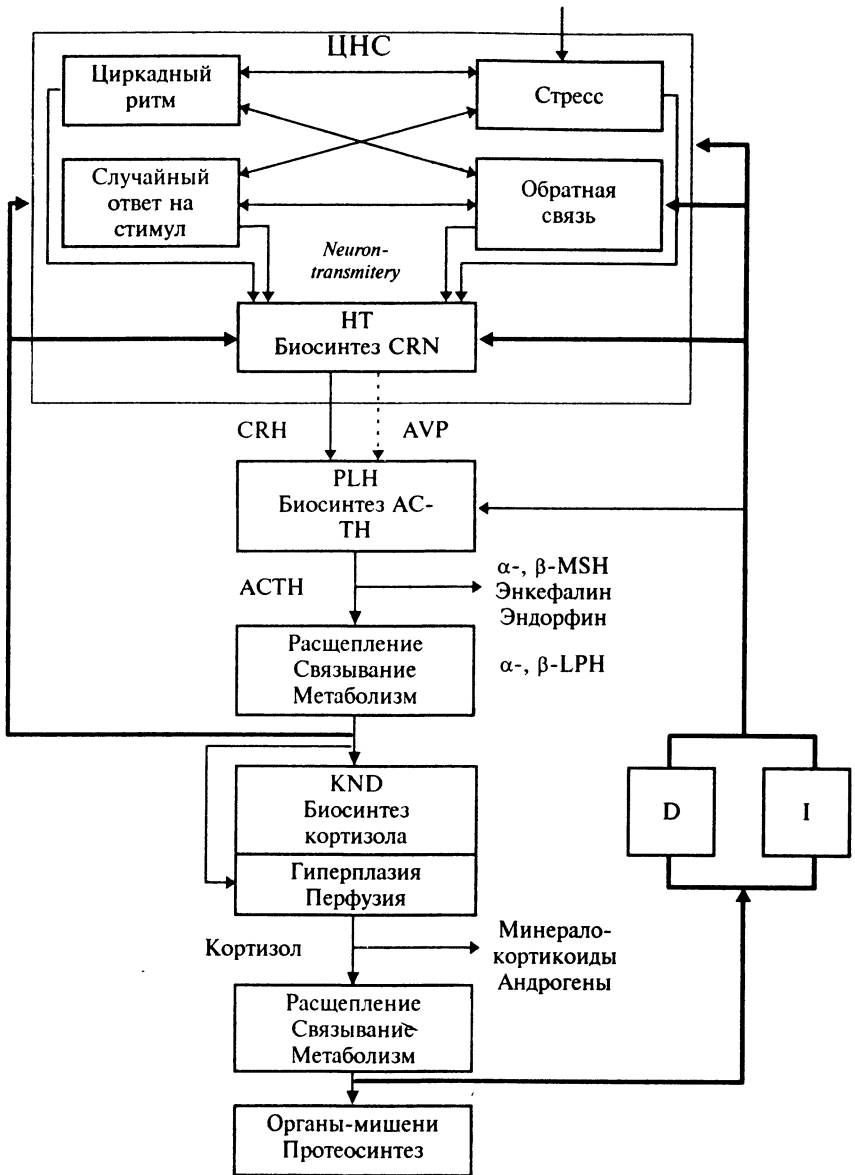 ЦНС
Циркадный
ритм
Стресс
Случайный
ответ на
стимул
Обратная
связь
Neuron-
transmitery
НТ
Биосинтез CRN
CRH
AVP
PLH
Биосинтез AC-
TH
ACTH
α-, β-MSH
Энкефалин
Эндорфин
Расщепление
Связывание
Метаболизм
α-, β-LPH
KND
Биосинтез
кортизола
D
I
Гиперплазия
Перфузия
Кортизол
Минерало-
кортикоиды
Андрогены
Расщепление
Связывание
Метаболизм
Органы-мишени
Протеосинтез